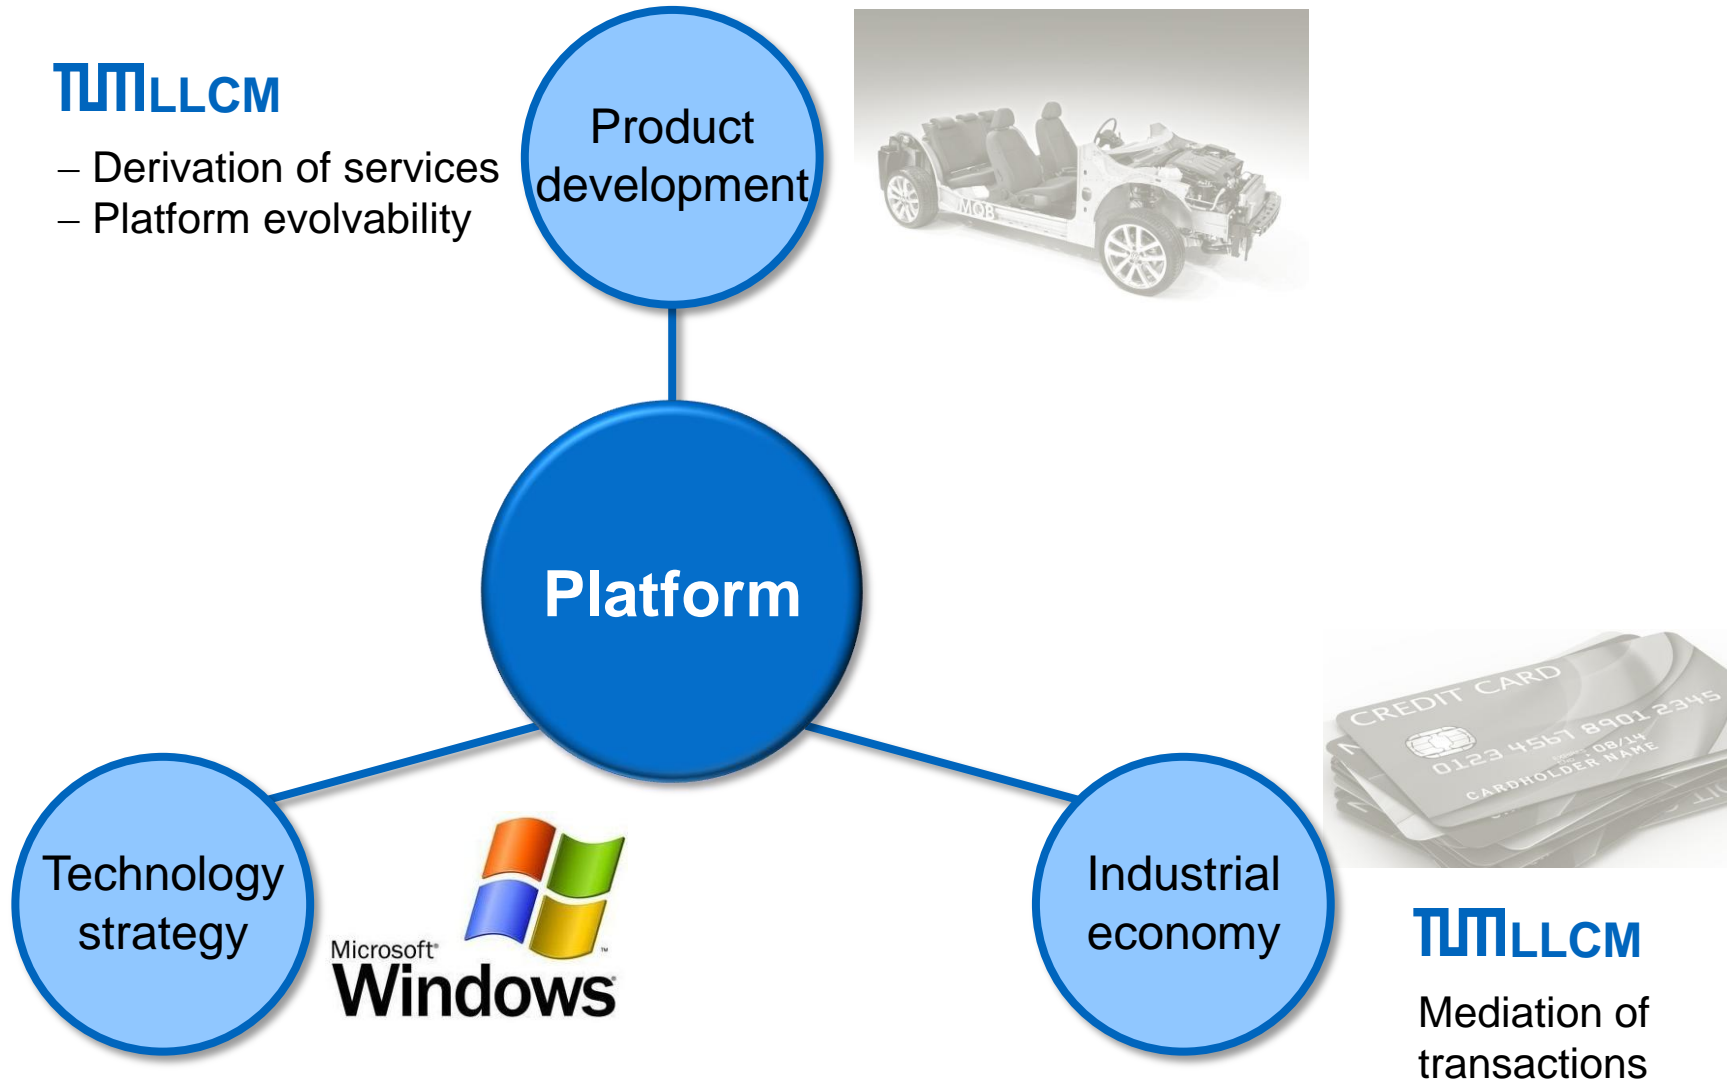 TUM LLCM
– Derivation of services
– Platform evolvability
Product
development
MQB
Platform
CREDIT CARD
0123 4567 8901 2345
08/14
CARDHOLDER NAME
Technology
strategy
Microsoft®
Windows®
™
Industrial
economy
TUM LLCM
Mediation of
transactions